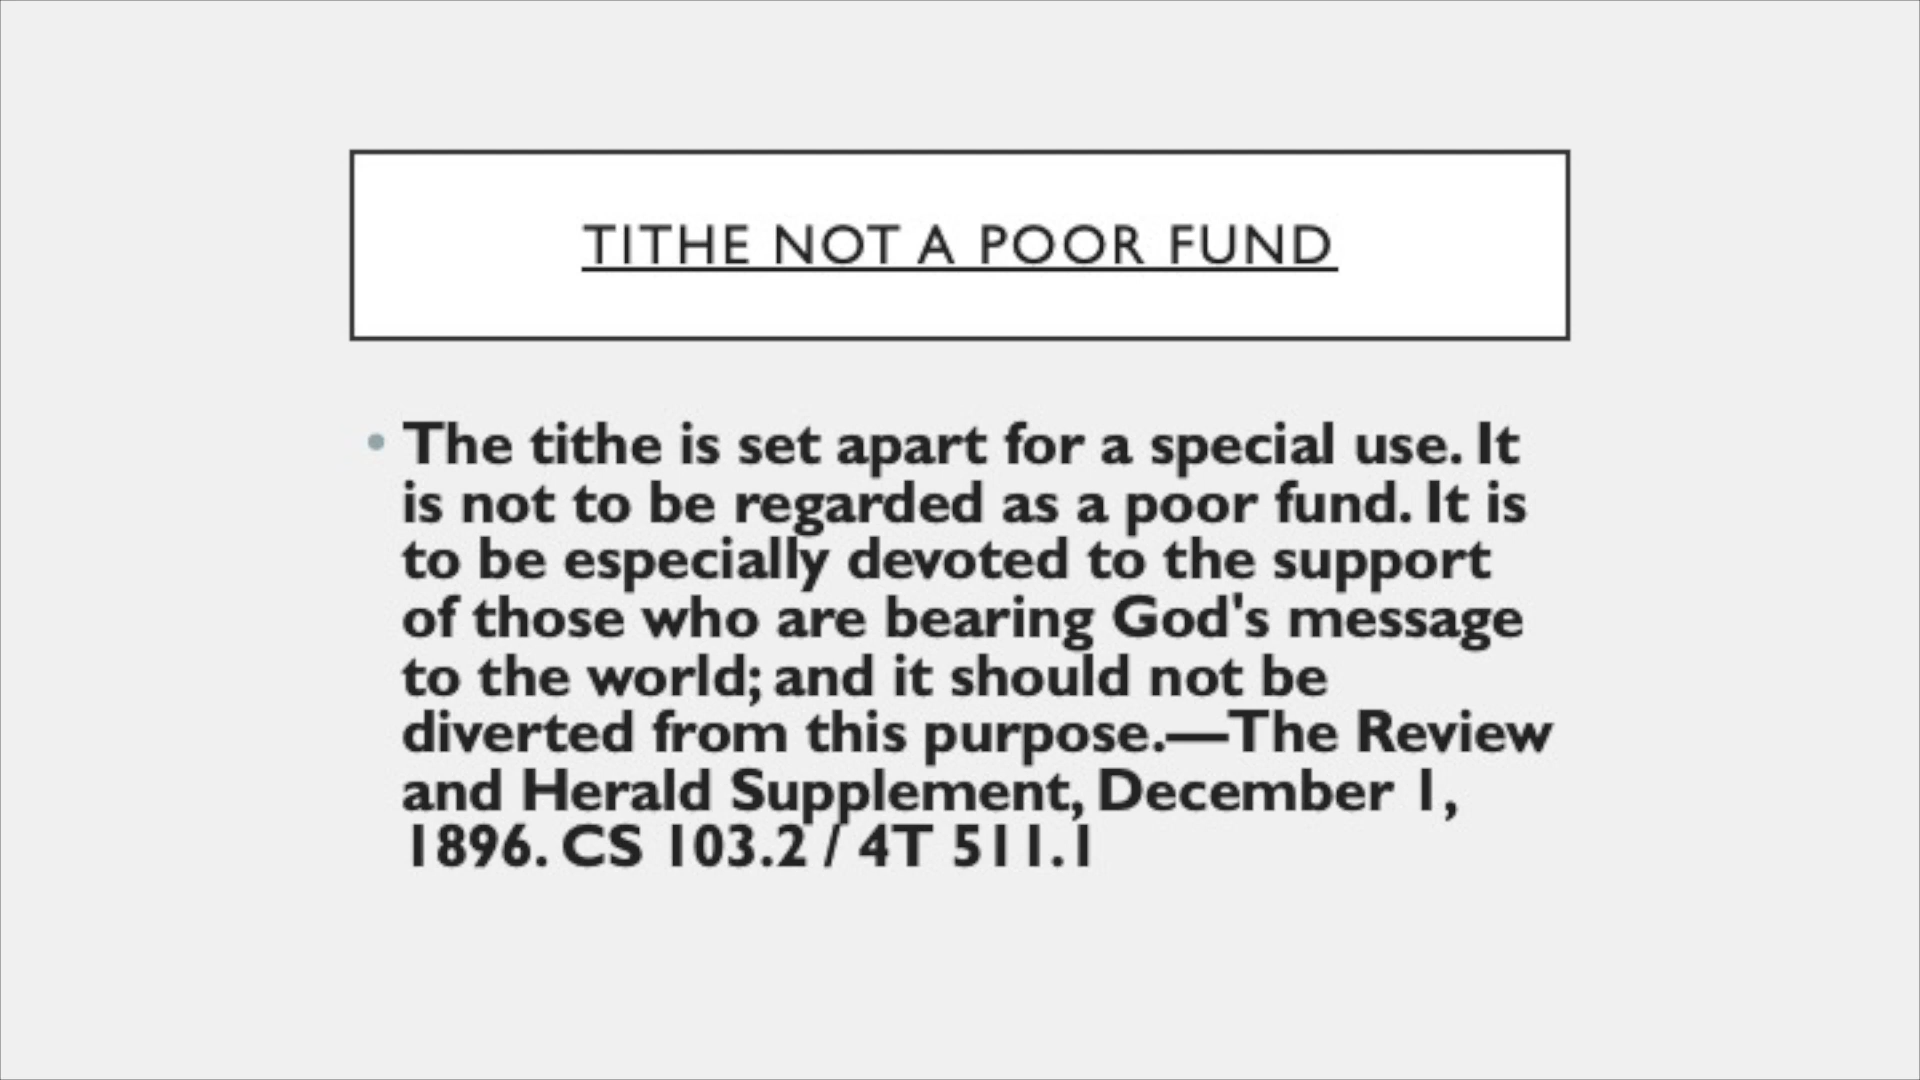 TITHE NOT A POOR FUND
• The tithe is set apart for a special use. It
is not to be regarded as a poor fund. It is
to be especially devoted to the support
of those who are bearing God's message
to the world; and it should not be
diverted from this purpose.—The Review
and Herald Supplement, December 1,
1896. CS 103.2 / 4T 511.1